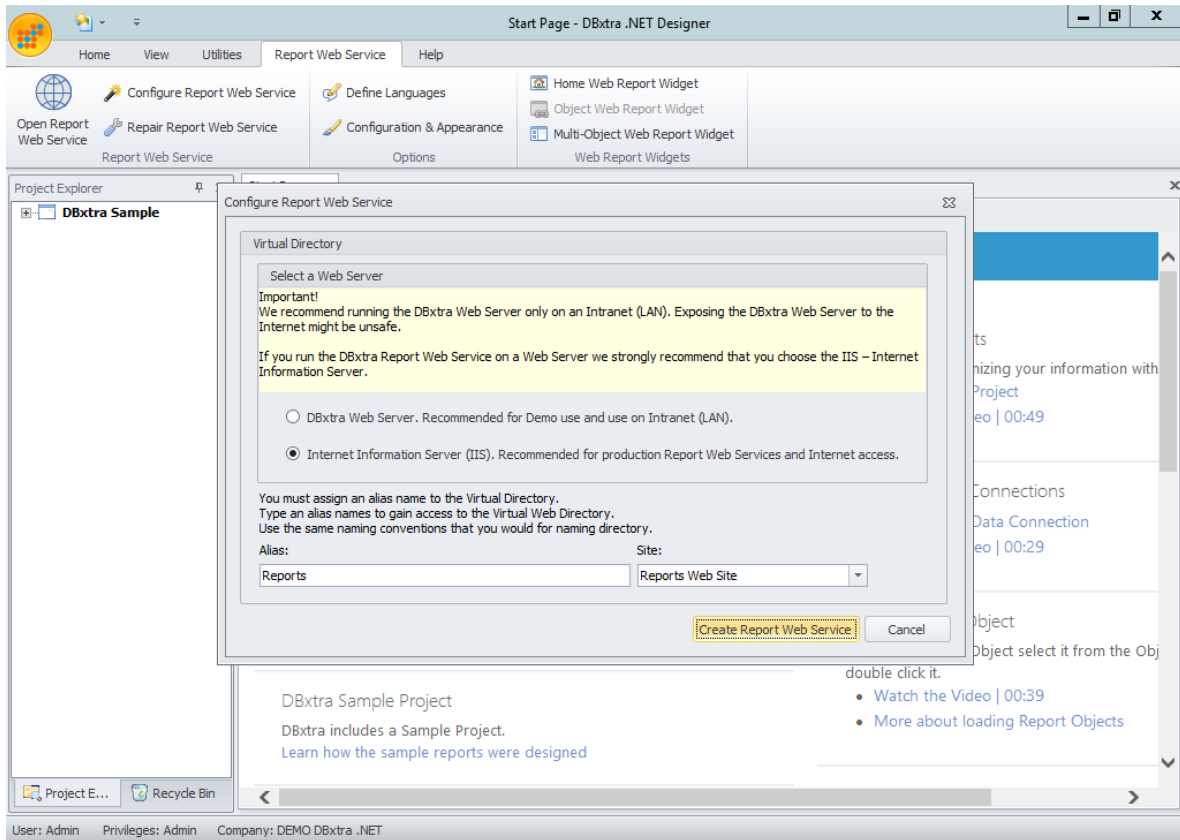 Start Page - DBxtra .NET Designer
Home View Utilities Report Web Service Help
Open Report
Web Service
Configure Report Web Service
Repair Report Web Service
Report Web Service
Define Languages
Configuration & Appearance
Options
Home Web Report Widget
Object Web Report Widget
Multi-Object Web Report Widget
Web Report Widgets
Project Explorer
DBxtra Sample
Configure Report Web Service
Virtual Directory
Select a Web Server
Important!
We recommend running the DBxtra Web Server only on an Intranet (LAN). Exposing the DBxtra Web Server to the
Internet might be unsafe.
If you run the DBxtra Report Web Service on a Web Server we strongly recommend that you choose the IIS – Internet
Information Server.
DBxtra Web Server. Recommended for Demo use and use on Intranet (LAN).
Internet Information Server (IIS). Recommended for production Report Web Services and Internet access.
You must assign an alias name to the Virtual Directory.
Type an alias names to gain access to the Virtual Web Directory.
Use the same naming conventions that you would for naming directory.
Alias: Site:
Reports Reports Web Site
Create Report Web Service Cancel
ts
nizing your information with
Project
eo | 00:49
Connections
Data Connection
eo | 00:29
Object
Object select it from the Obj
double click it.
Watch the Video | 00:39
More about loading Report Objects
DBxtra Sample Project
DBxtra includes a Sample Project.
Learn how the sample reports were designed
Project E... Recycle Bin
User: Admin Privileges: Admin Company: DEMO DBxtra .NET